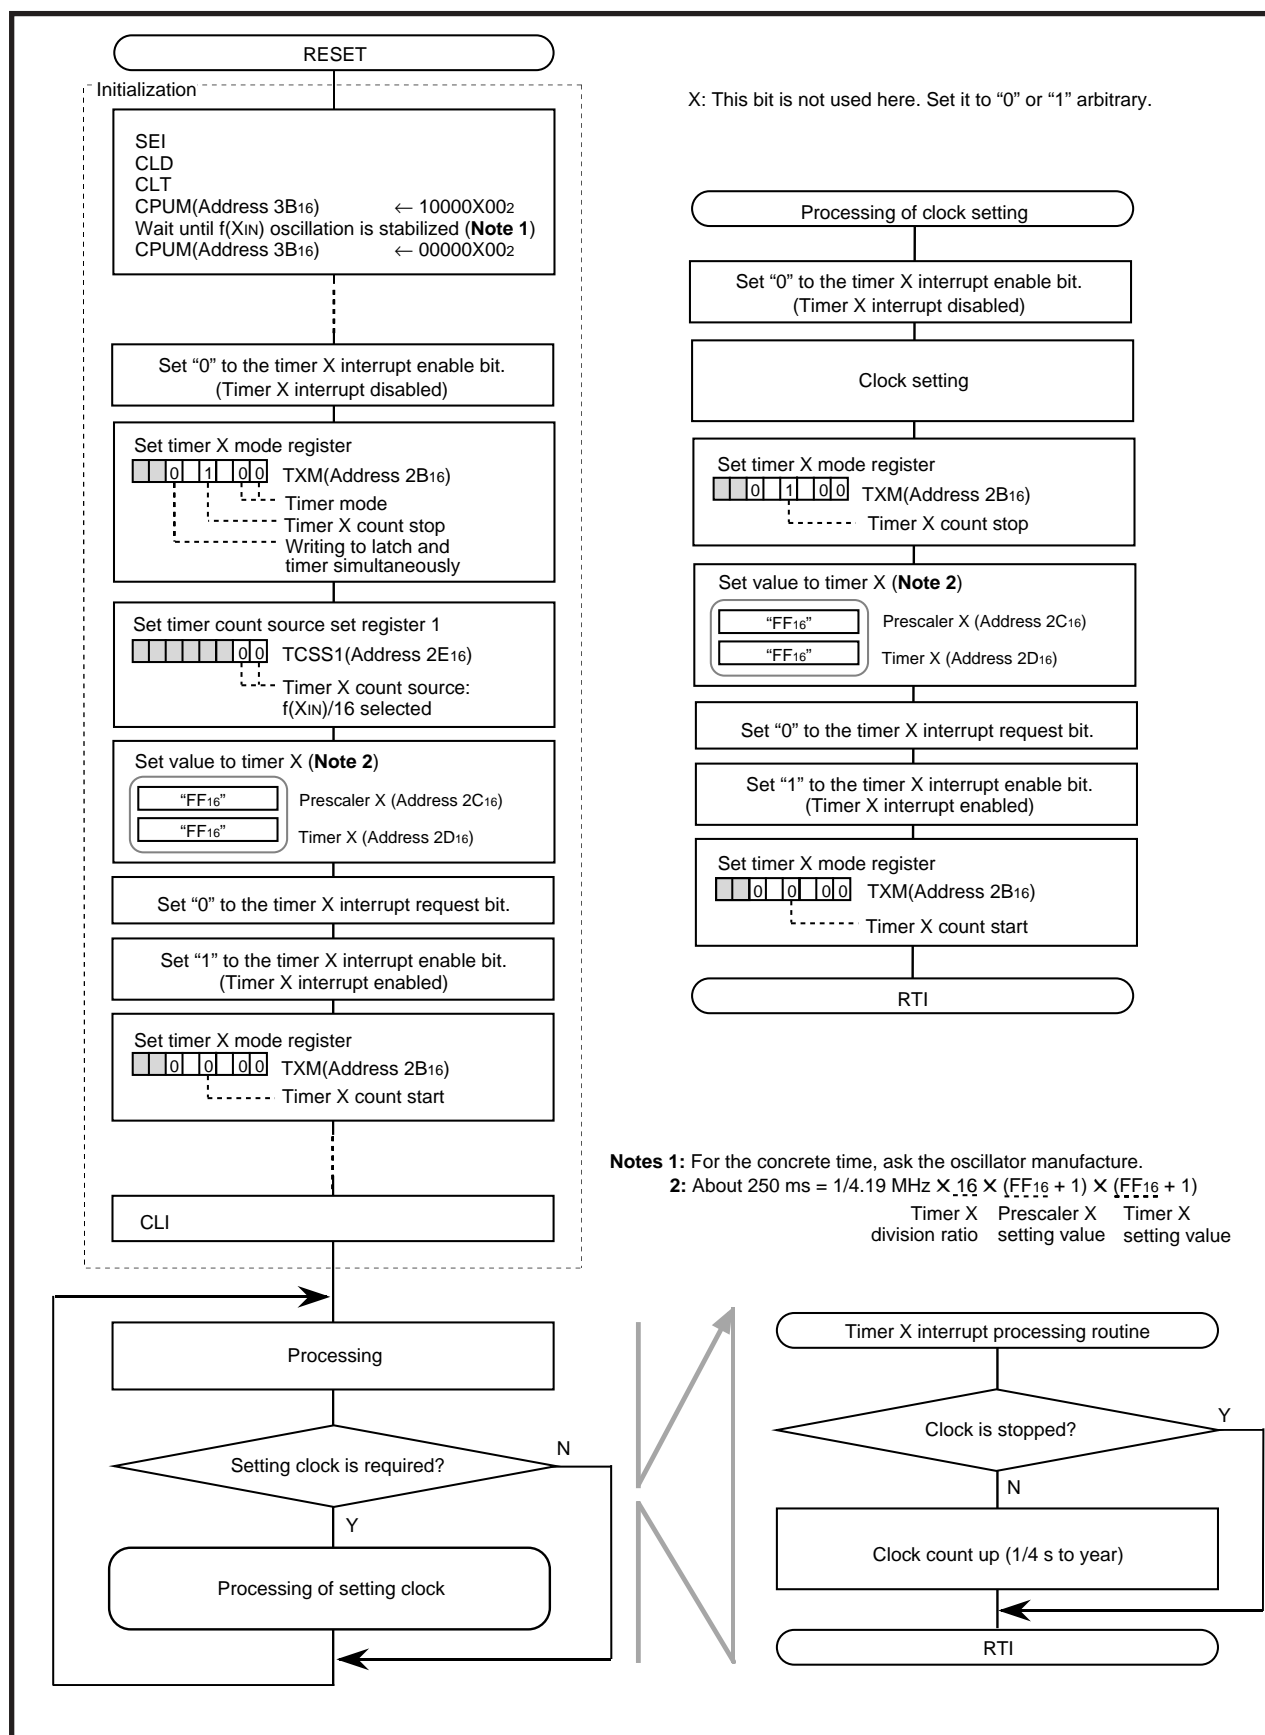 RESET
Initialization
SEI
CLD
CLT
CPUM(Address 3B16) ← 10000X002
Wait until f(XIN) oscillation is stabilized (Note 1)
CPUM(Address 3B16) ← 00000X002
Set “0” to the timer X interrupt enable bit.
(Timer X interrupt disabled)
Set timer X mode register
0 1 0 0 TXM(Address 2B16)
Timer mode
Timer X count stop
Writing to latch and
timer simultaneously
Set timer count source set register 1
0 0 TCSS1(Address 2E16)
Timer X count source:
f(XIN)/16 selected
Set value to timer X (Note 2)
“FF16” Prescaler X (Address 2C16)
“FF16” Timer X (Address 2D16)
Set “0” to the timer X interrupt request bit.
Set “1” to the timer X interrupt enable bit.
(Timer X interrupt enabled)
Set timer X mode register
0 0 0 0 TXM(Address 2B16)
Timer X count start
CLI
Processing
Setting clock is required?
N
Y
Processing of setting clock
X: This bit is not used here. Set it to “0” or “1” arbitrary.
Processing of clock setting
Set “0” to the timer X interrupt enable bit.
(Timer X interrupt disabled)
Clock setting
Set timer X mode register
0 1 0 0 TXM(Address 2B16)
Timer X count stop
Set value to timer X (Note 2)
“FF16” Prescaler X (Address 2C16)
“FF16” Timer X (Address 2D16)
Set “0” to the timer X interrupt request bit.
Set “1” to the timer X interrupt enable bit.
(Timer X interrupt enabled)
Set timer X mode register
0 0 0 0 TXM(Address 2B16)
Timer X count start
RTI
Notes 1: For the concrete time, ask the oscillator manufacture.
2: About 250 ms = 1/4.19 MHz × 16 × (FF16 + 1) × (FF16 + 1)
Timer X Prescaler X Timer X
division ratio setting value setting value
Timer X interrupt processing routine
Clock is stopped?
Y
N
Clock count up (1/4 s to year)
RTI